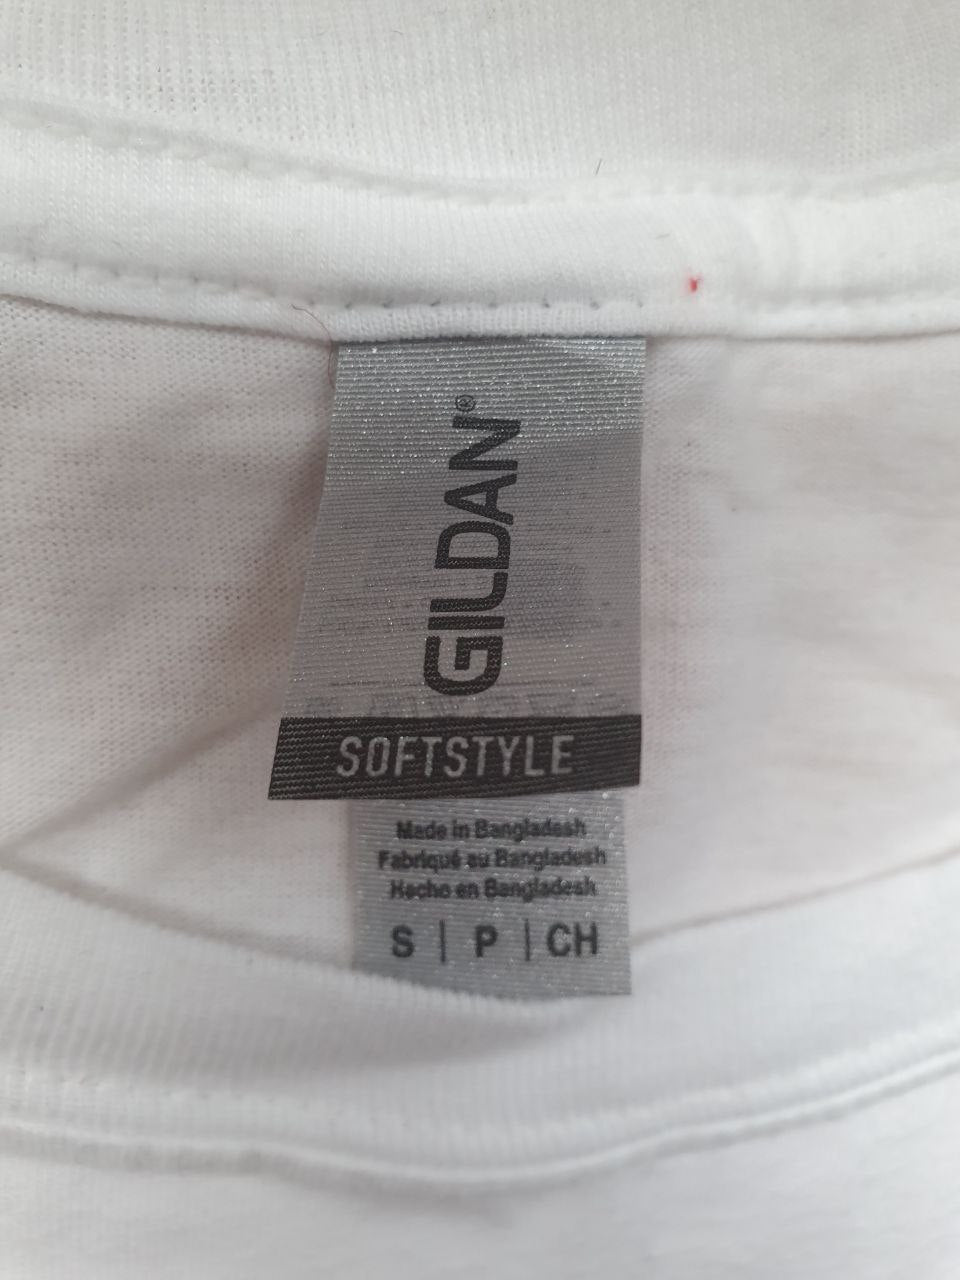 GILDAN®
SOFTSTYLE
Made in Bangladesh
Fabriqué au Bangladesh
Hecho en Bangladesh
S | P | CH